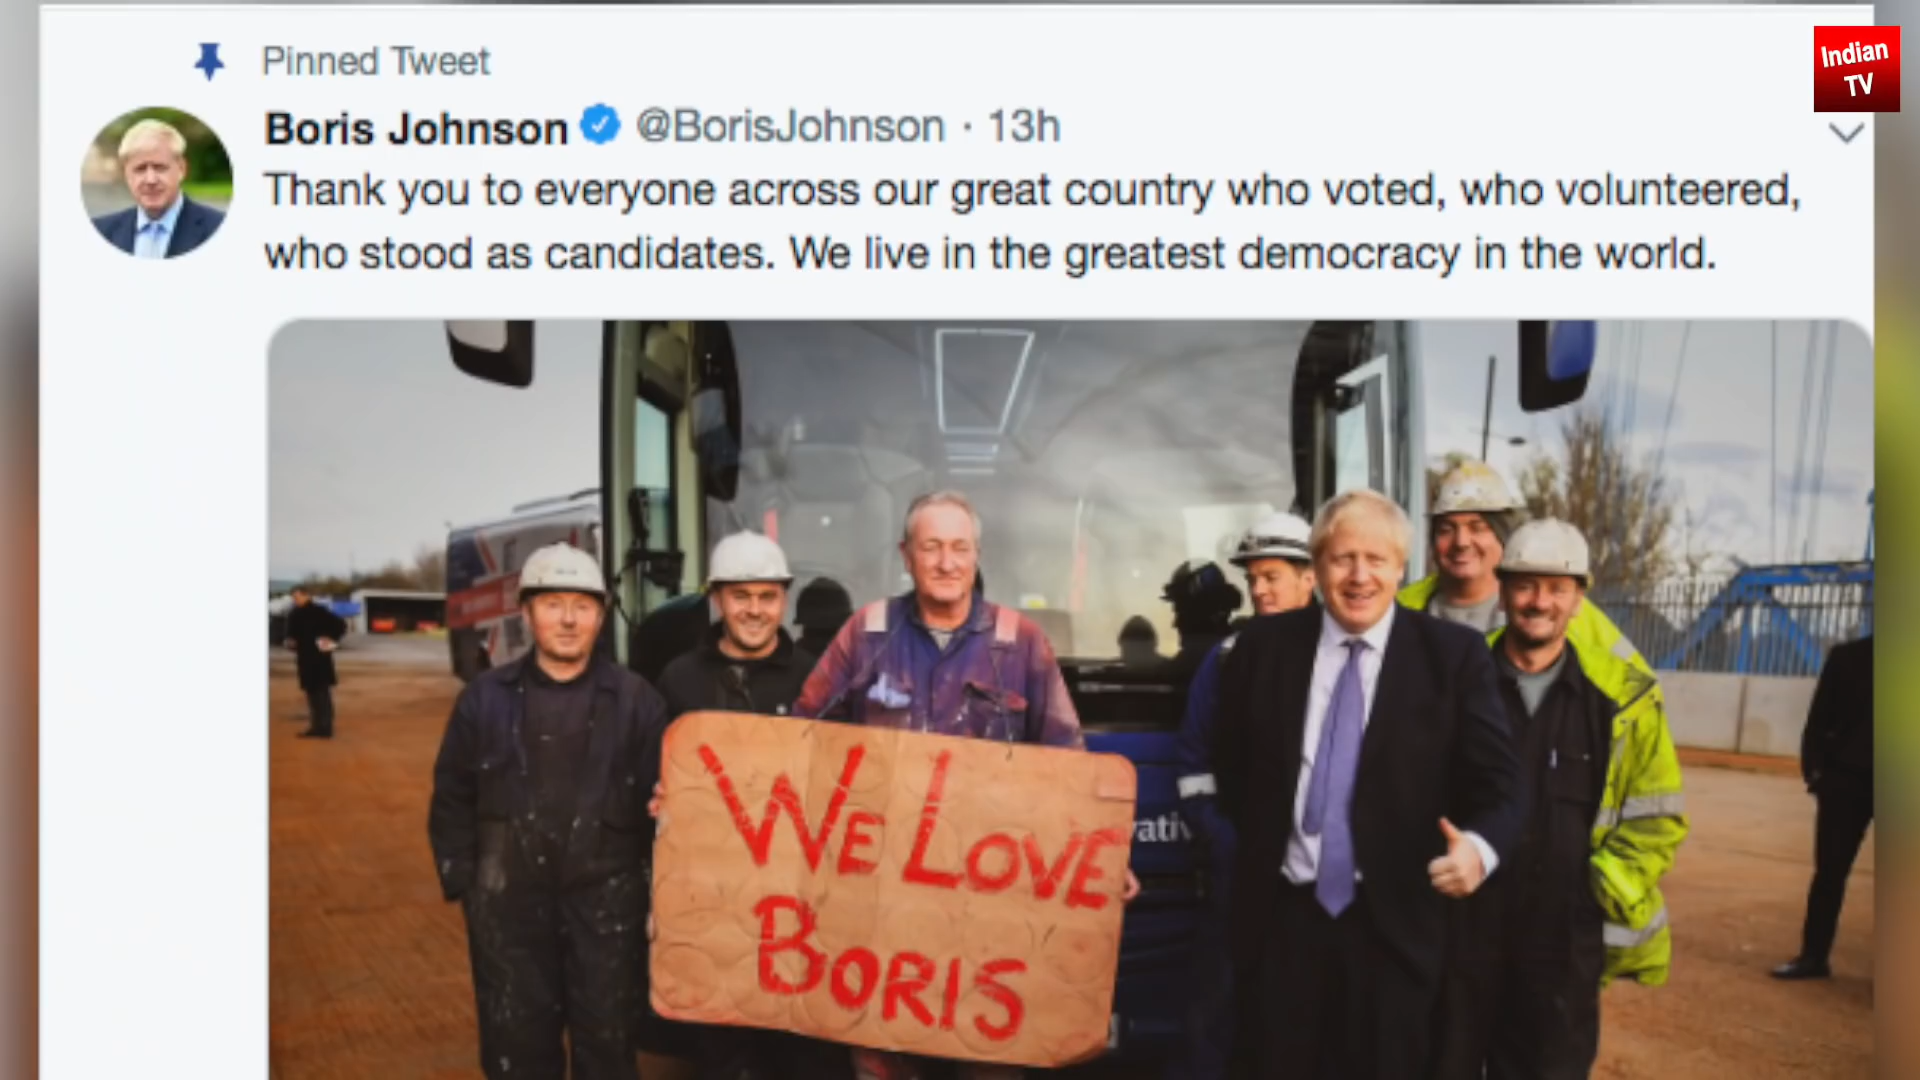 Pinned Tweet
Indian
TV
Boris Johnson @BorisJohnson · 13h
Thank you to everyone across our great country who voted, who volunteered,
who stood as candidates. We live in the greatest democracy in the world.
WE LOVE
BORIS
vativ